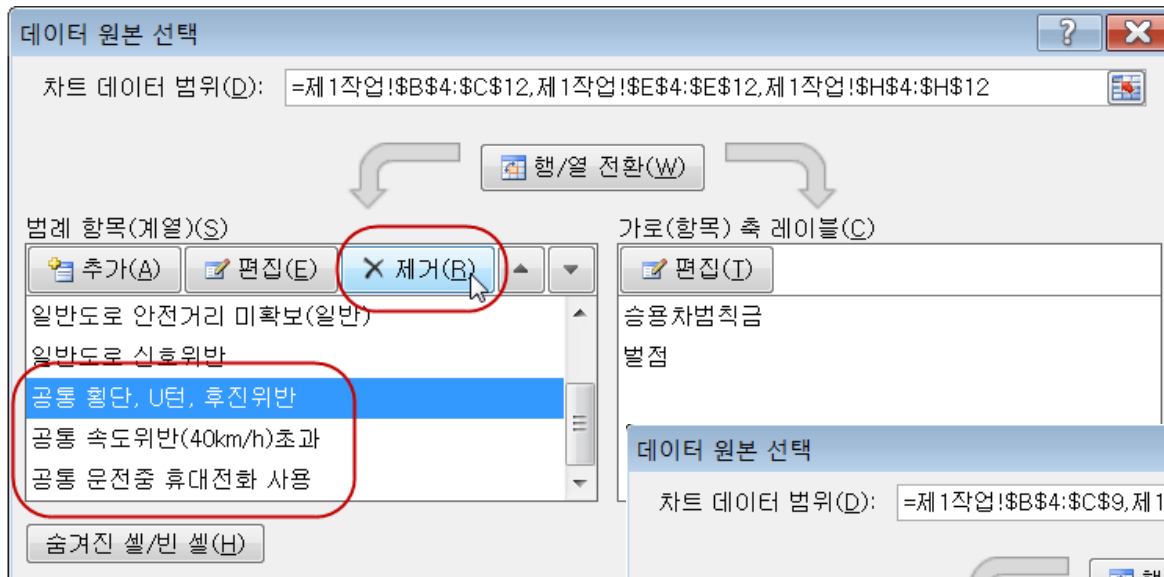 데이터 원본 선택
차트 데이터 범위(D): =제1작업!$B$4:$C$12,제1작업!$E$4:$E$12,제1작업!$H$4:$H$12
행/열 전환(W)
범례 항목(계열)(S)
추가(A) 편집(E) 제거(R)
일반도로 안전거리 미확보(일반)
일반도로 신호위반
공통 횡단, U턴, 후진위반
공통 속도위반(40km/h)초과
공통 운전중 휴대전화 사용
숨겨진 셀/빈 셀(H)
가로(항목) 축 레이블(C)
편집(T)
승용차범칙금
벌점
데이터 원본 선택
차트 데이터 범위(D): =제1작업!$B$4:$C$9,제1
행